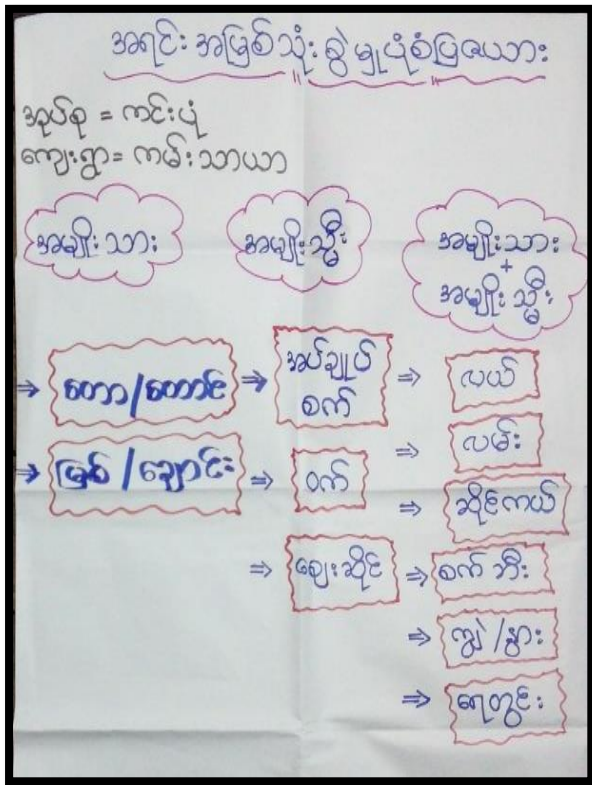 အရင်းအမြစ်သုံးစွဲမှုပုံစံပြဇယား
အုပ်စု = ကင်းပုံ
ကျေးရွာ = ကမ်းသာယာ
အမျိုးသား
အမျိုးသ္မီး
အမျိုးသား
+
အမျိုးသ္မီး
⇒ တော/တောင်
⇒ မြစ်/ချောင်း
⇒ အပ်ချုပ်
စက်
⇒ ဝက်
⇒ ဈေးဆိုင်
⇒ လယ်
⇒ လမ်း
⇒ ဆိုင်ကယ်
⇒ စက်ဘီး
⇒ ကျွဲ/နွား
⇒ ရေတွင်း